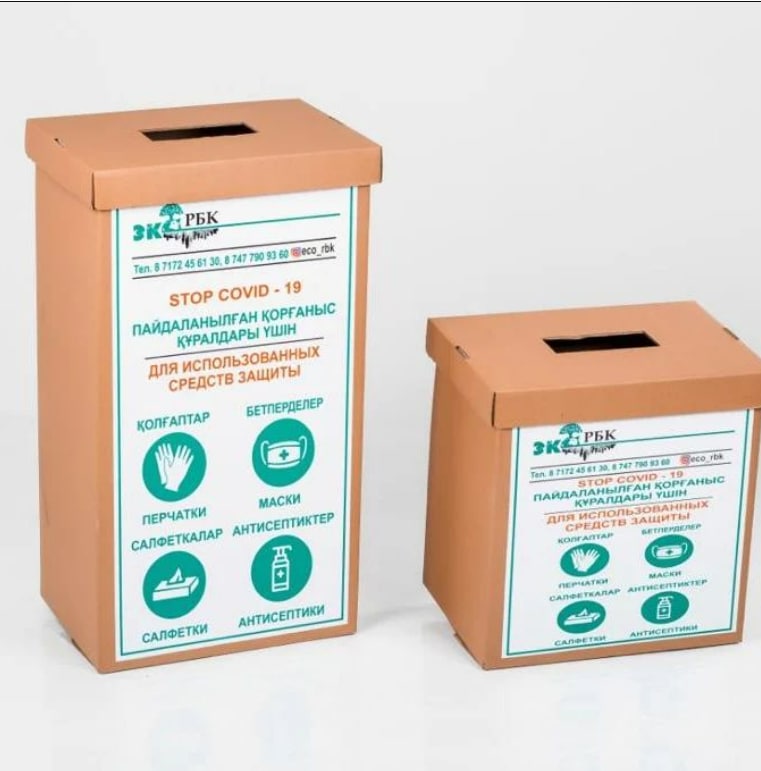 ЭКО РБК
Тел. 8 7172 45 61 30, 8 747 790 93 60 eco_rbk
STOP COVID - 19
ПАЙДАЛАНЫЛҒАН ҚОРҒАНЫС
ҚҰРАЛДАРЫ ҮШІН
ДЛЯ ИСПОЛЬЗОВАННЫХ
СРЕДСТВ ЗАЩИТЫ
ҚОЛҒАПТАР БЕТПЕРДЕЛЕР
ПЕРЧАТКИ МАСКИ
САЛФЕТКАЛАР АНТИСЕПТИКТЕР
САЛФЕТКИ АНТИСЕПТИКИ
ЭКО РБК
Тел. 8 7172 45 61 30, 8 747 790 93 60 eco_rbk
STOP COVID - 19
ПАЙДАЛАНЫЛҒАН ҚОРҒАНЫС
ҚҰРАЛДАРЫ ҮШІН
ДЛЯ ИСПОЛЬЗОВАННЫХ
СРЕДСТВ ЗАЩИТЫ
ҚОЛҒАПТАР БЕТПЕРДЕЛЕР
ПЕРЧАТКИ МАСКИ
САЛФЕТКАЛАР АНТИСЕПТИКТЕР
САЛФЕТКИ АНТИСЕПТИКИ